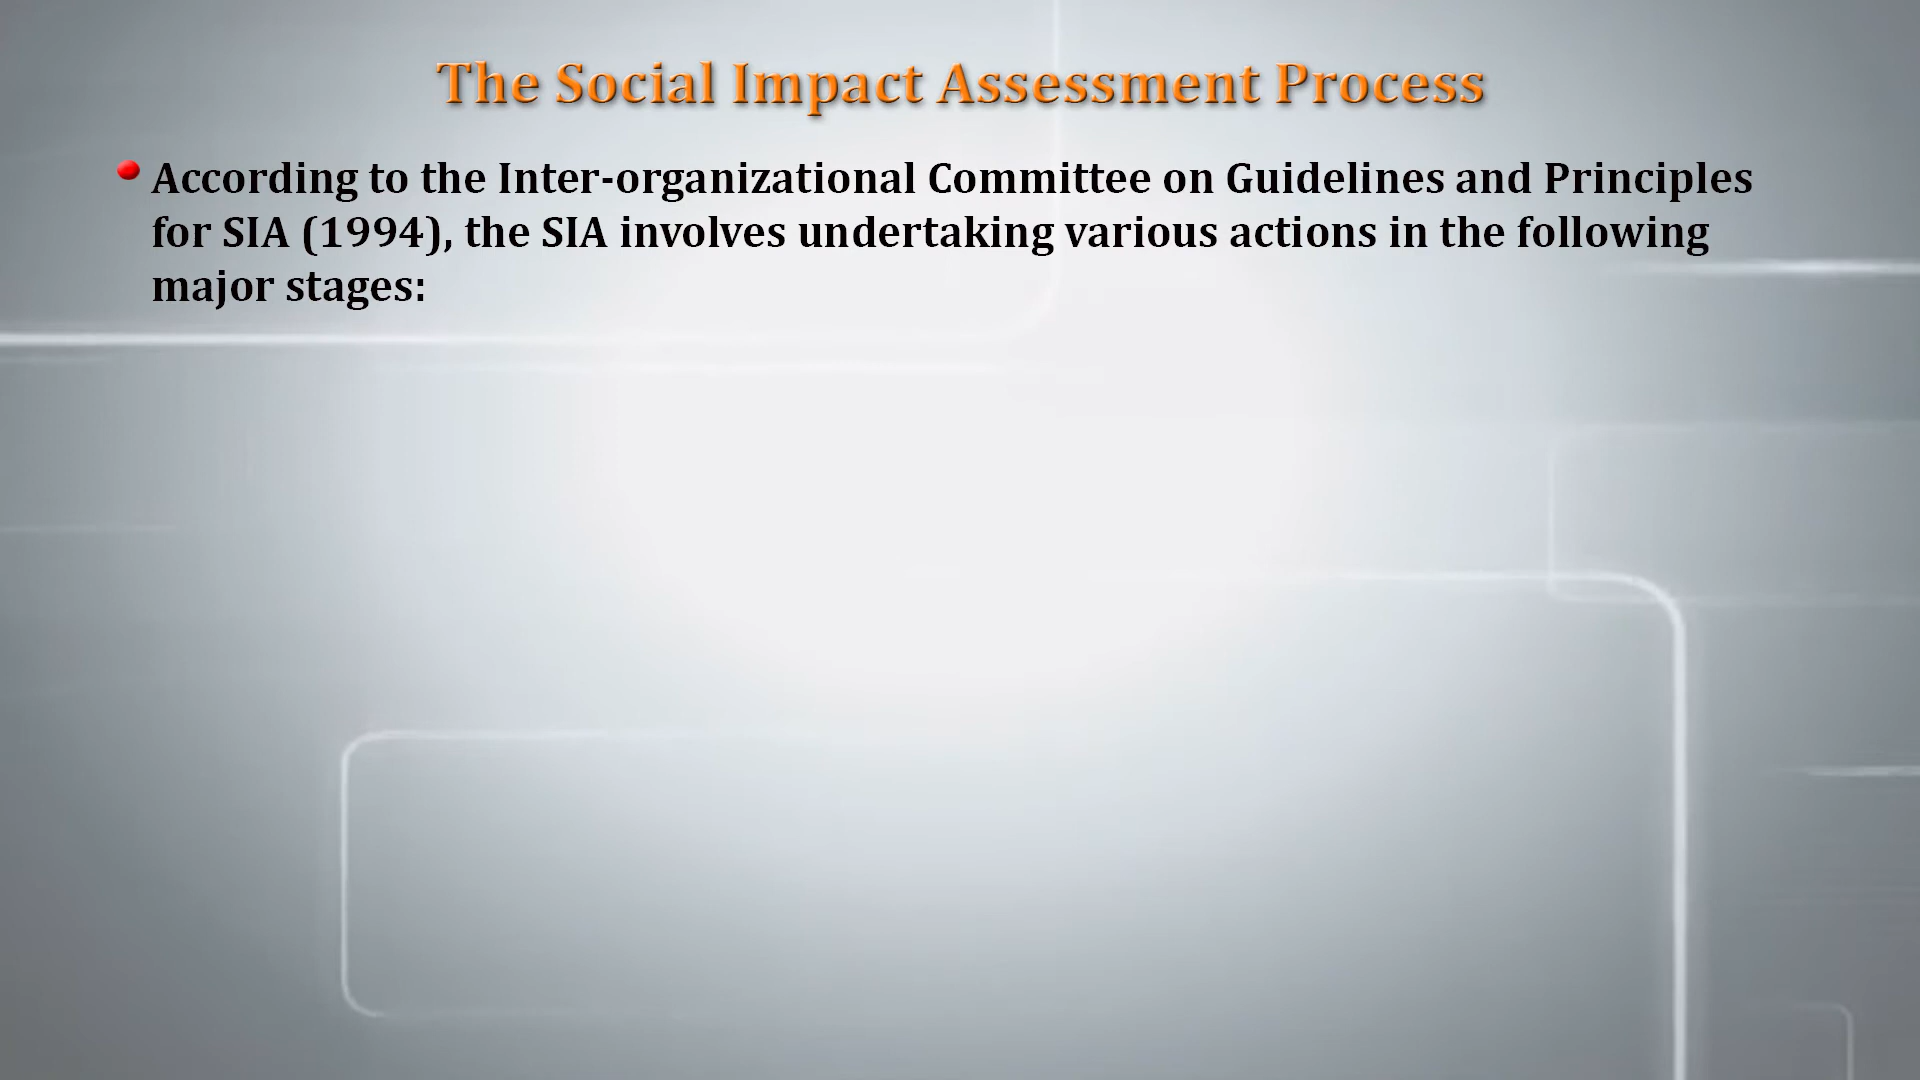 The Social Impact Assessment Process
According to the Inter-organizational Committee on Guidelines and Principles
for SIA (1994), the SIA involves undertaking various actions in the following
major stages: